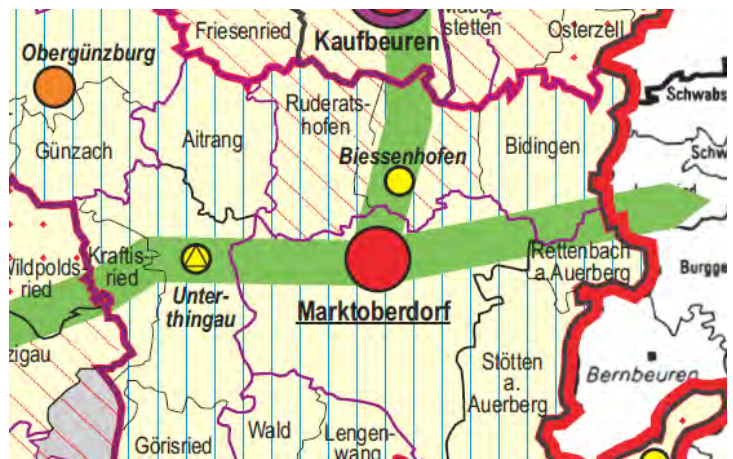 Friesenried
Kaufbeuren
stetten
Osterzell
Obergünzburg
Schwabs
Ruderats-
hofen
Günzach
Aitrang
Biessenhofen
Bidingen
Schw
Kraftis-
ried
Wildpolds-
ried
Rettenbach
a.Auerberg
Burgge
Unter-
thingau
Marktoberdorf
zigau
Stötten
a.
Auerberg
Bernbeuren
Görisried
Wald
Lengen-
wang